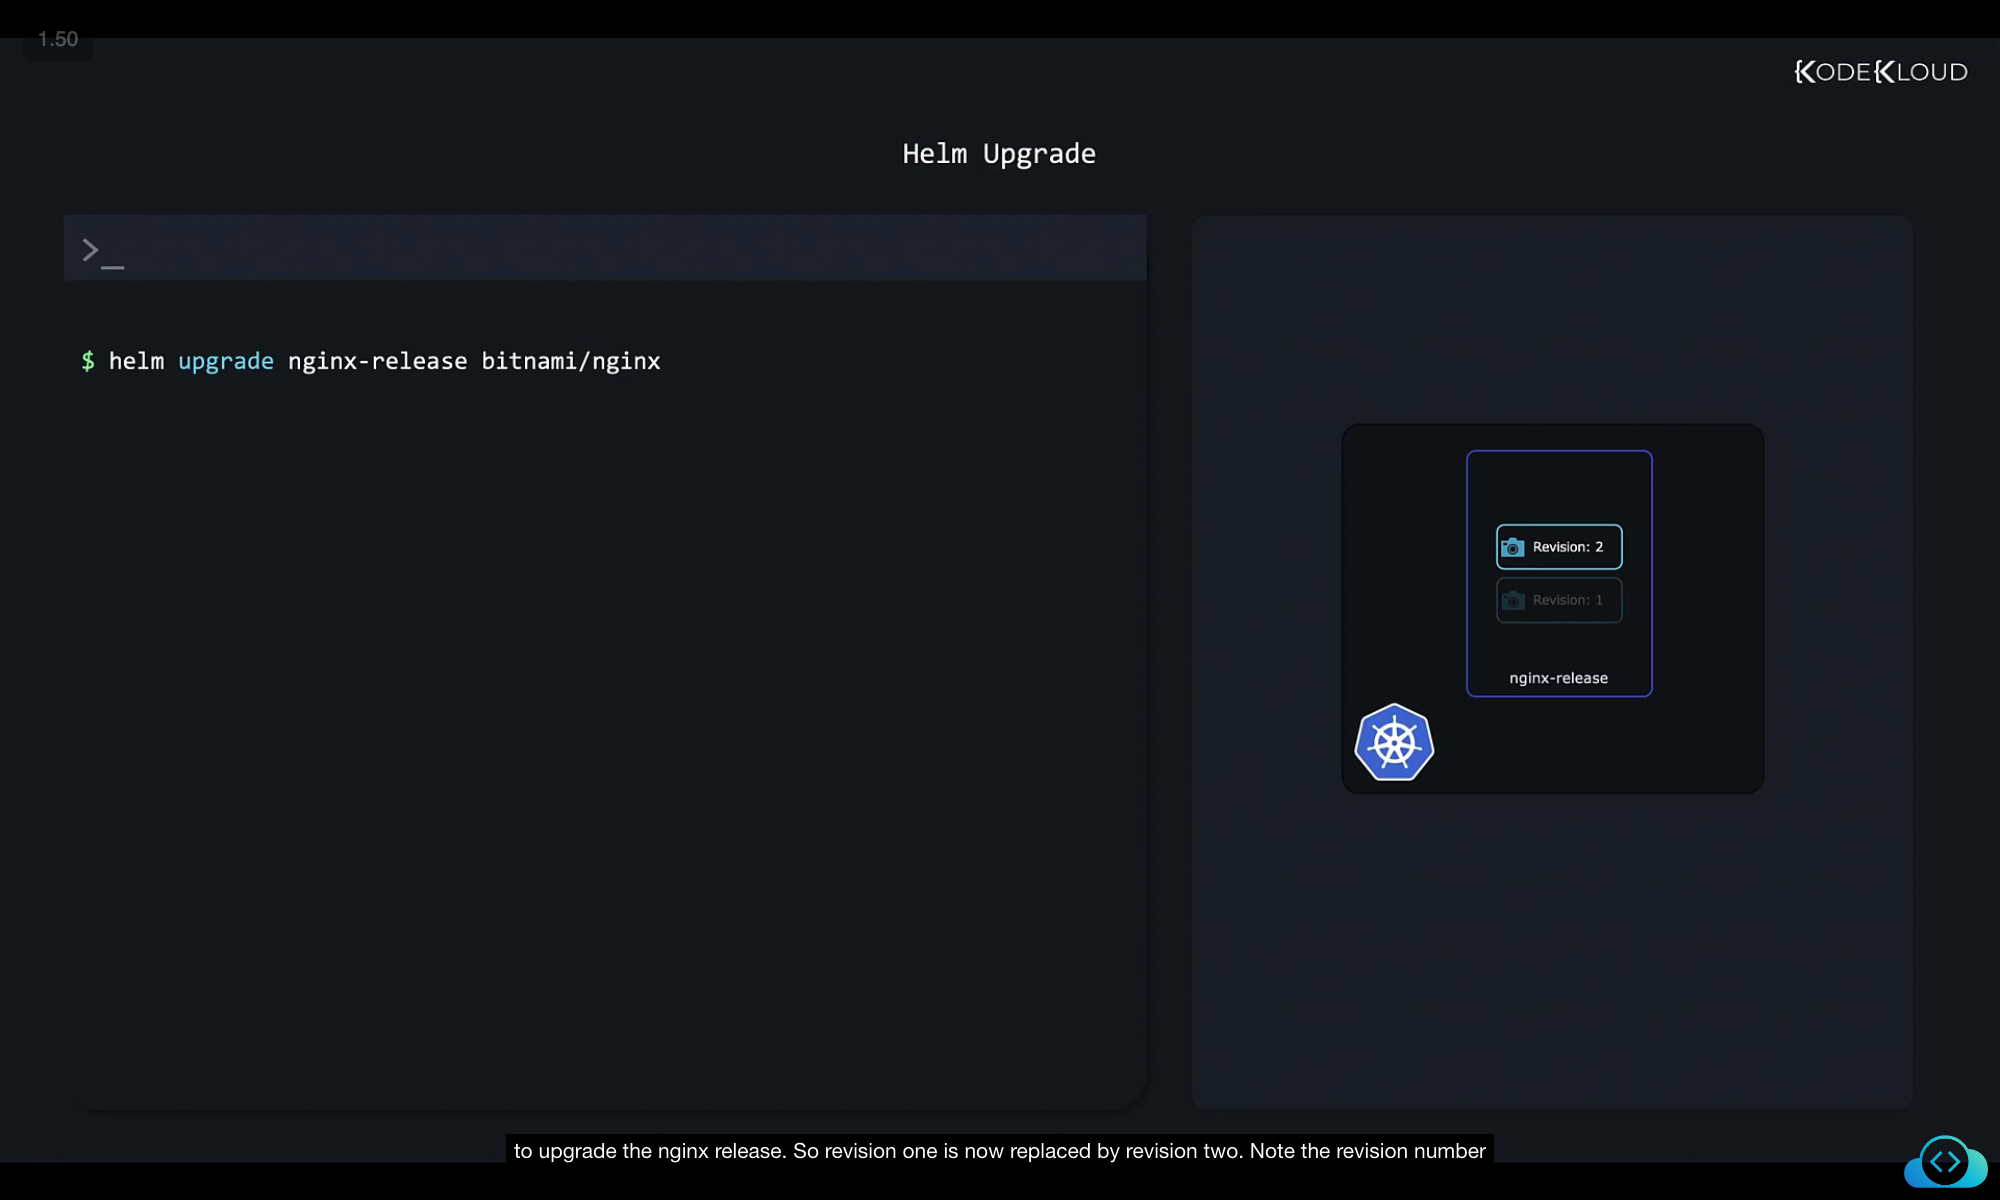 1.50
KODEKLOUD
Helm Upgrade
>_
$ helm upgrade nginx-release bitnami/nginx
Revision: 2
Revision: 1
nginx-release
to upgrade the nginx release. So revision one is now replaced by revision two. Note the revision number